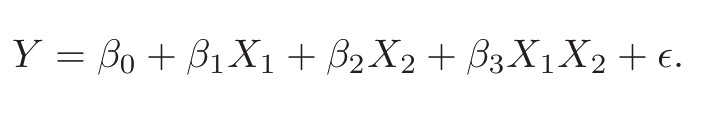 Y = β₀ + β₁X₁ + β₂X₂ + β₃X₁X₂ + ϵ.